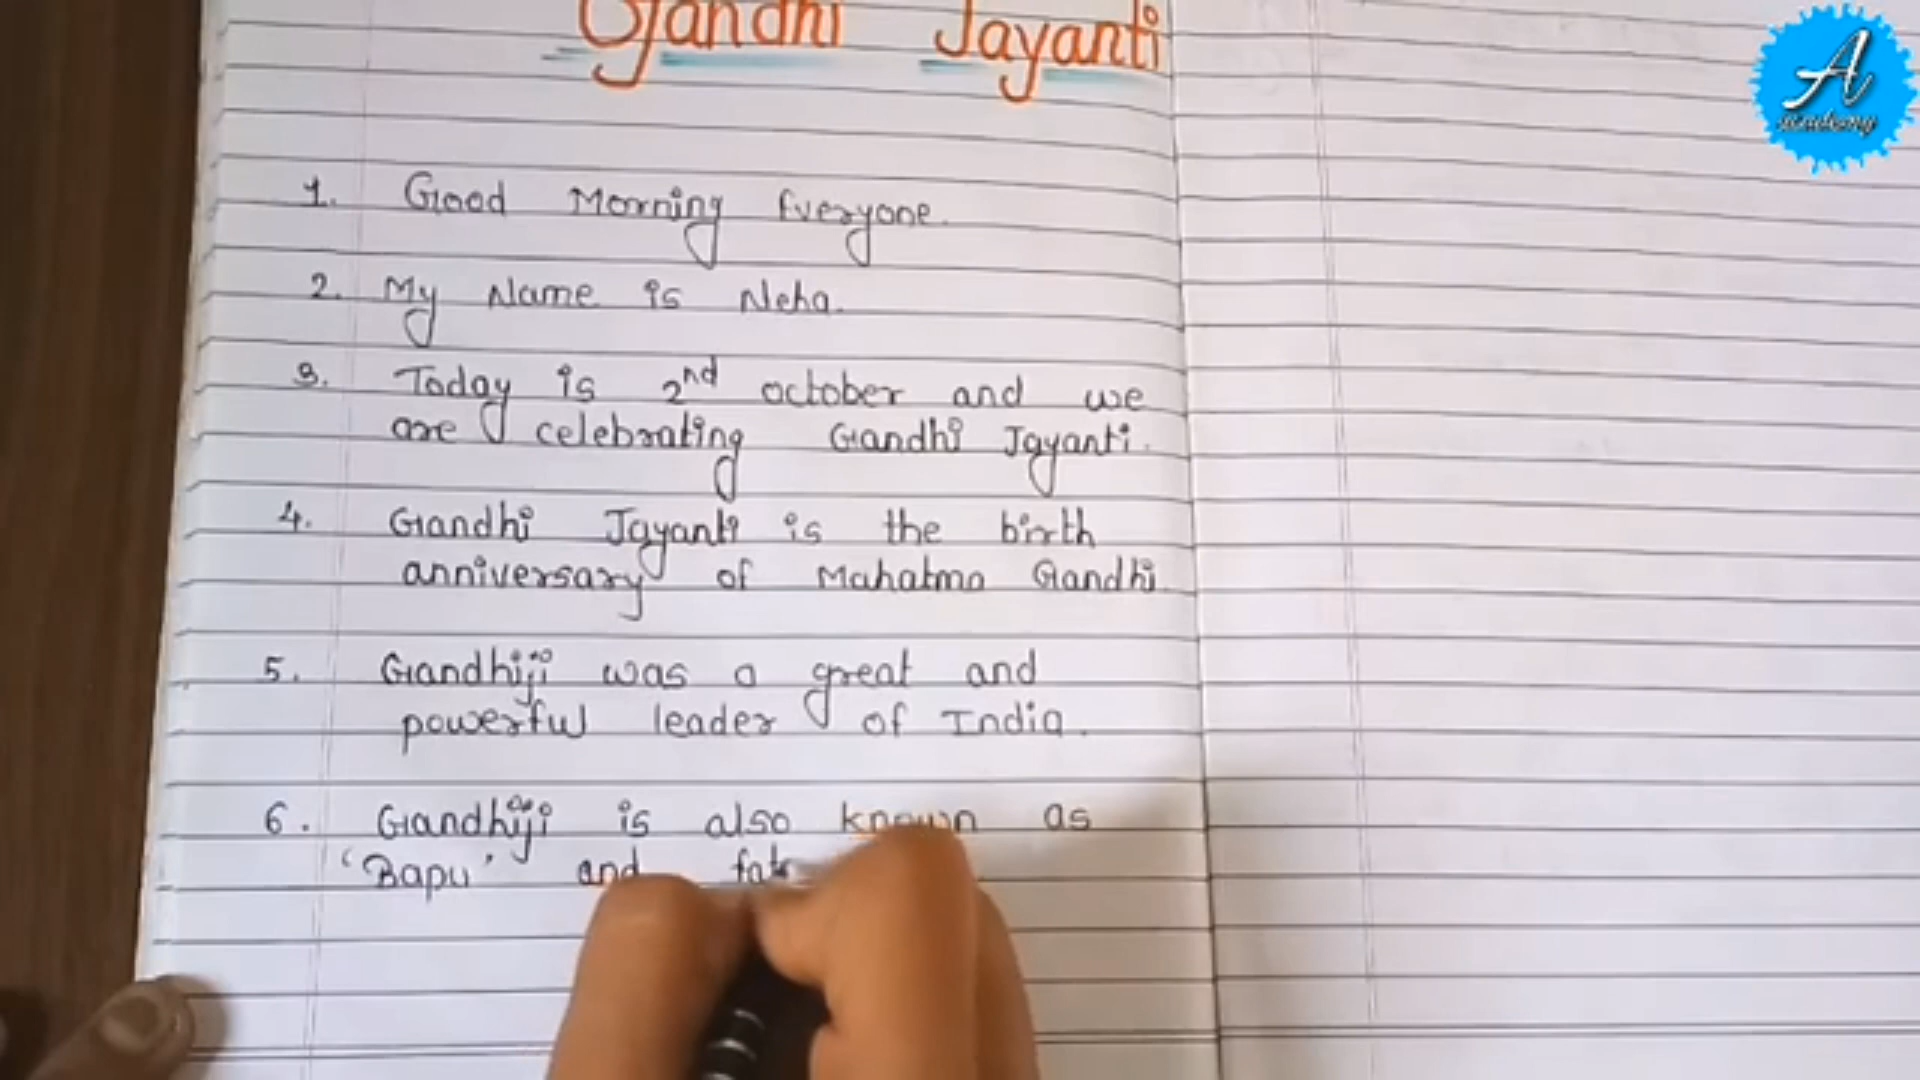 Gandhi Jayanti
A
Academy
1. Good Morning Everyone.
2. My Name is Neha.
3. Today is 2nd october and we
are celebrating Gandhi Jayanti.
4. Gandhi Jayanti is the birth
anniversary of Mahatma Gandhi.
5. Gandhiji was a great and
powerful leader of India.
6. Gandhiji is also known as
'Bapu' and